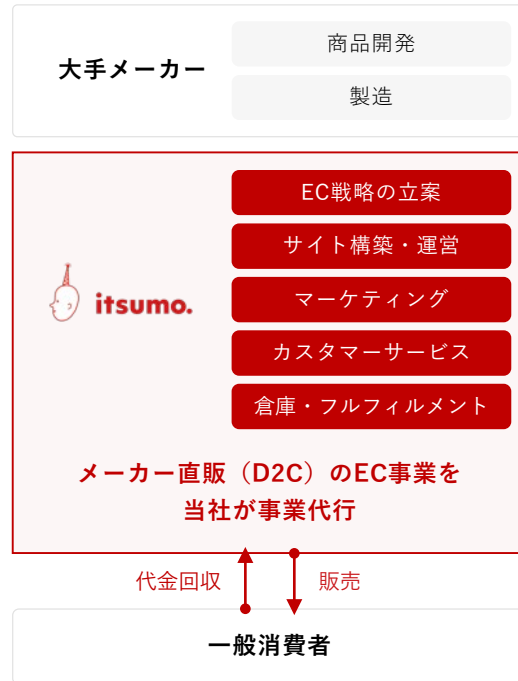 大手メーカー
商品開発
製造
itsumo.
EC戦略の立案
サイト構築・運営
マーケティング
カスタマーサービス
倉庫・フルフィルメント
メーカー直販（D2C）のEC事業を
当社が事業代行
代金回収
販売
一般消費者